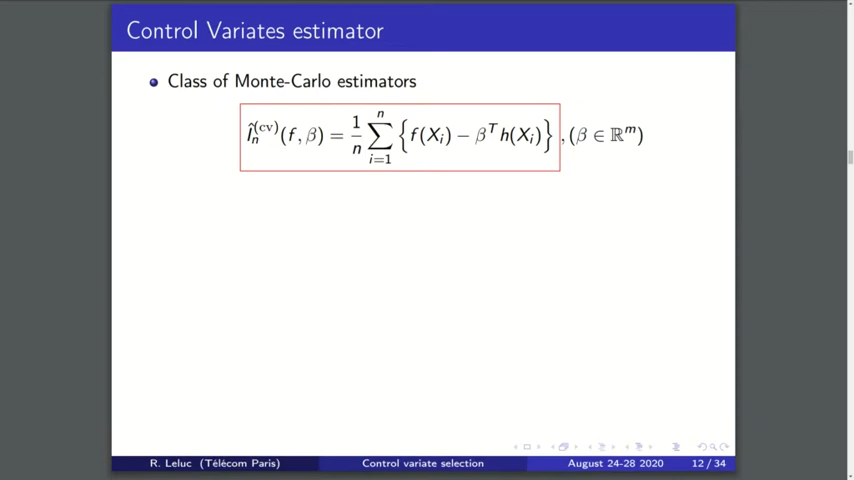 Control Variates estimator
Class of Monte-Carlo estimators
Î_n^(cv)(f, β) = 1/n ∑_{i=1}^{n} {f(X_i) − β^T h(X_i)}, (β ∈ ℝ^m)
R. Leluc (Télécom Paris) Control variate selection August 24-28 2020 12 / 34